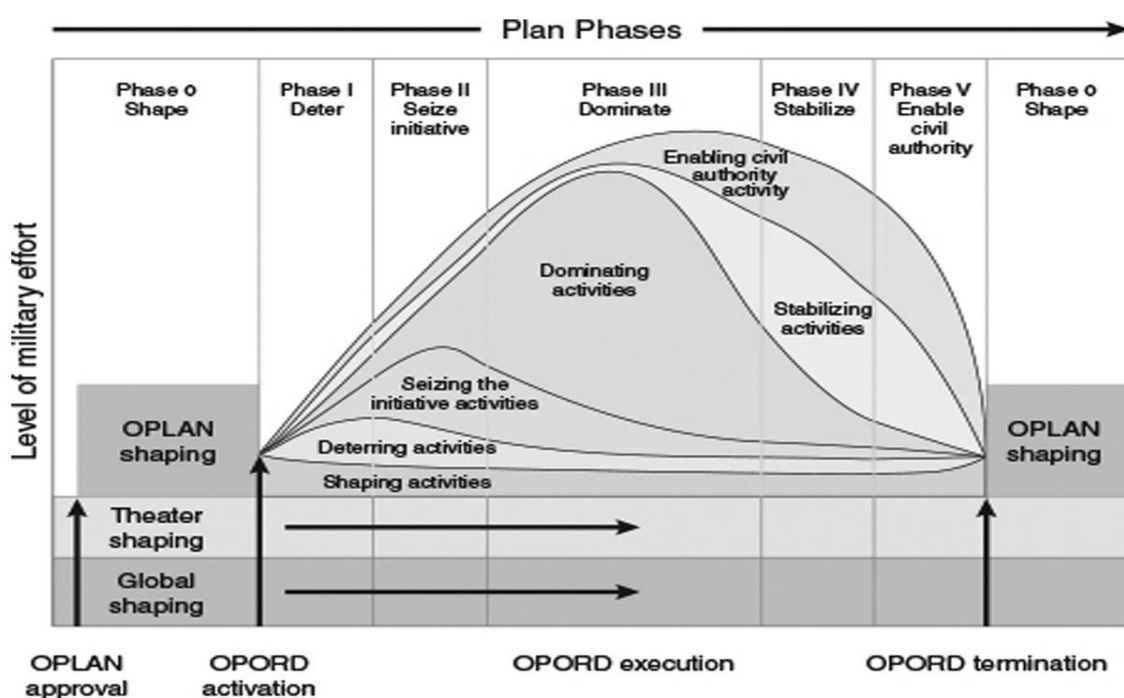 Plan Phases
Phase 0
Shape
Phase I
Deter
Phase II
Seize
initiative
Phase III
Dominate
Phase IV
Stabilize
Phase V
Enable
civil
authority
Phase 0
Shape
Level of military effort
Enabling civil
authority
activity
Dominating
activities
Stabilizing
activities
Seizing the
initiative activities
OPLAN
shaping
Deterring activities
Shaping activities
OPLAN
shaping
Theater
shaping
Global
shaping
OPLAN
approval
OPORD
activation
OPORD execution
OPORD termination